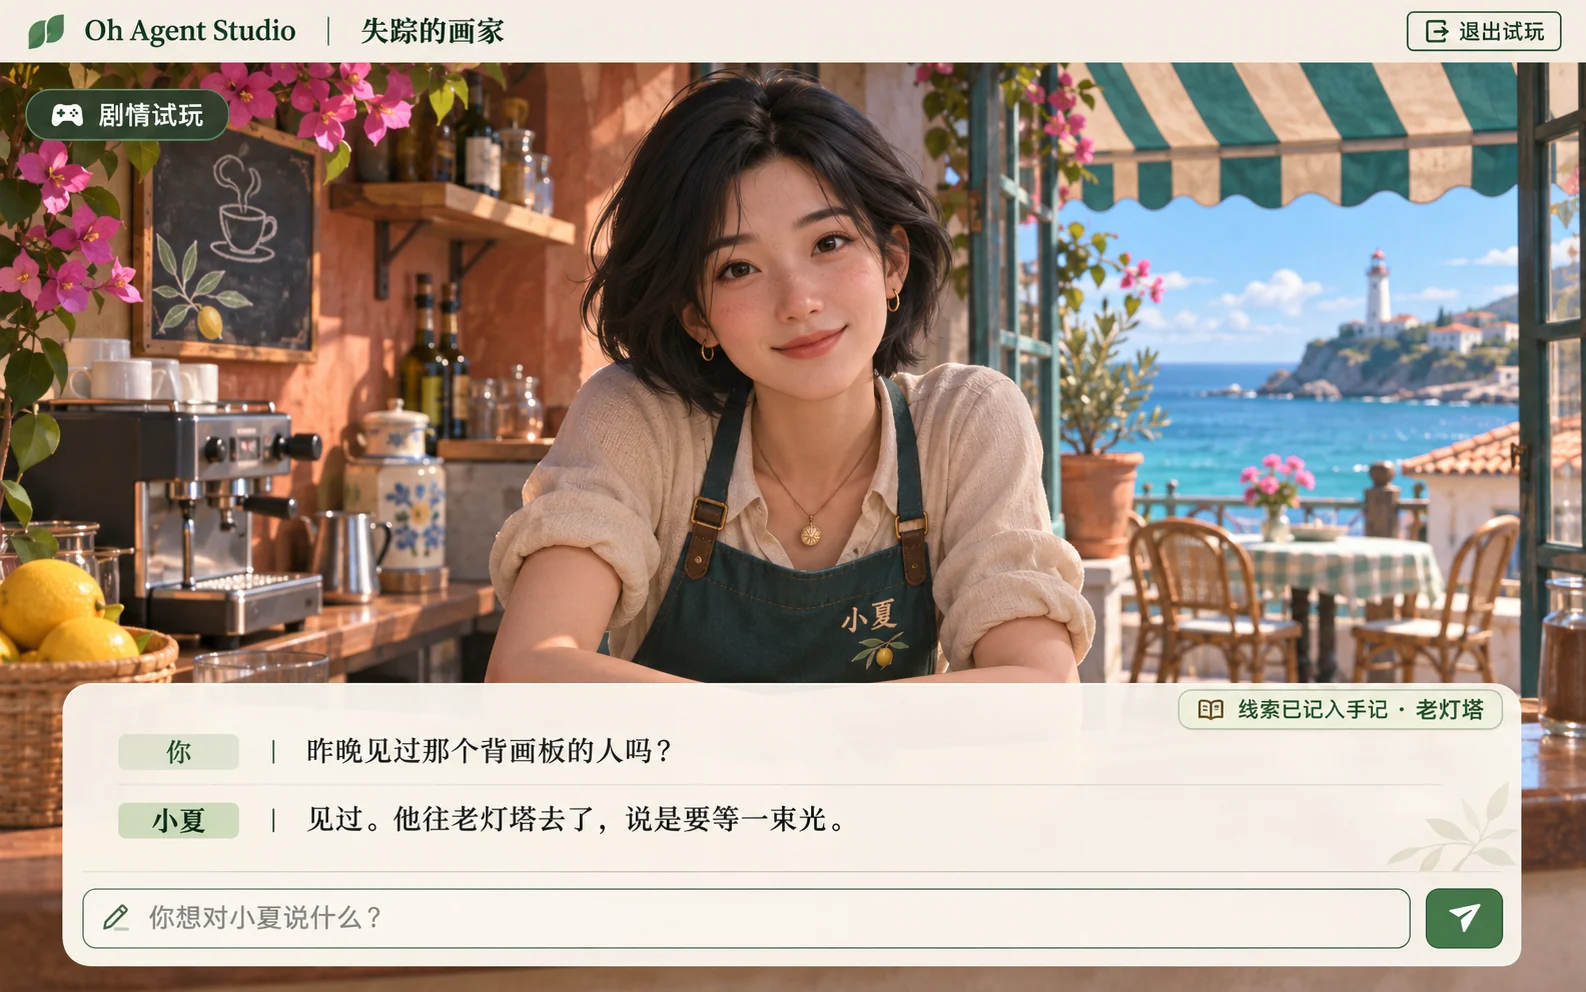 Oh Agent Studio | 失踪的画家
退出试玩
剧情试玩
小夏
线索已记入手记 · 老灯塔
你 | 昨晚见过那个背画板的人吗？
小夏 | 见过。他往老灯塔去了，说是要等一束光。
你想对小夏说什么？